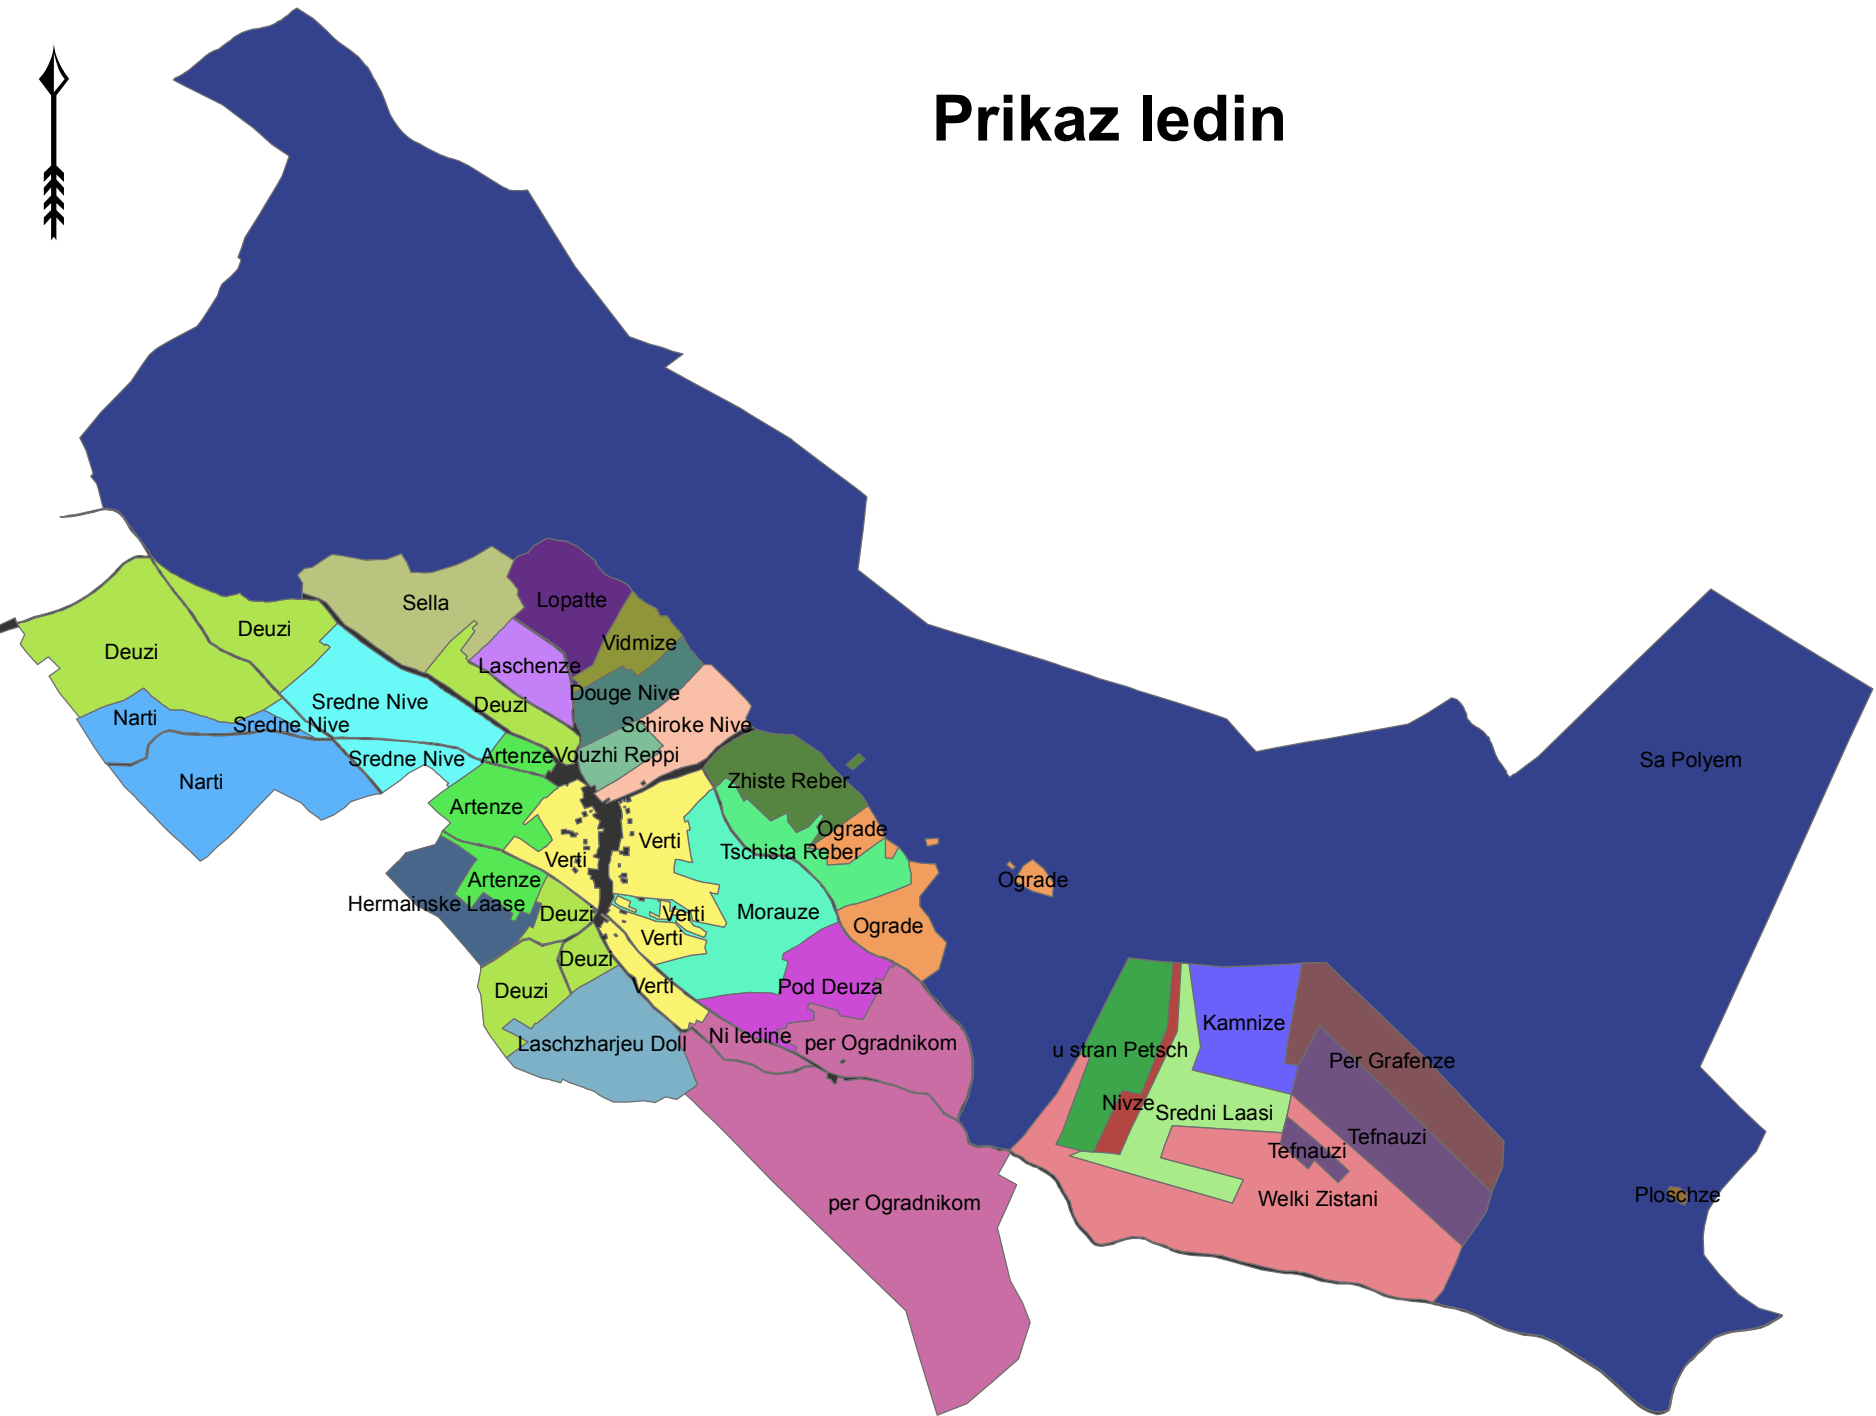 Prikaz ledin
Sella
Lopatte
Deuzi
Vidmize
Deuzi
Laschenze
Douge Nive
Sredne Nive
Deuzi
Narti
Sredne Nive
Schiroke Nive
Artenze
Vouzhi Reppi
Sredne Nive
Sa Polyem
Narti
Zhiste Reber
Artenze
Ograde
Verti
Tschista Reber
Verti
Artenze
Ograde
Hermainske Laase
Deuzi
Verti
Morauze
Ograde
Verti
Deuzi
Verti
Pod Deuza
Deuzi
Kamnize
Ni ledine
Laschzharjeu Doll
per Ogradnikom
u stran Petsch
Per Grafenze
Nivze
Sredni Laasi
Tefnauzi
Tefnauzi
Ploschze
Welki Zistani
per Ogradnikom